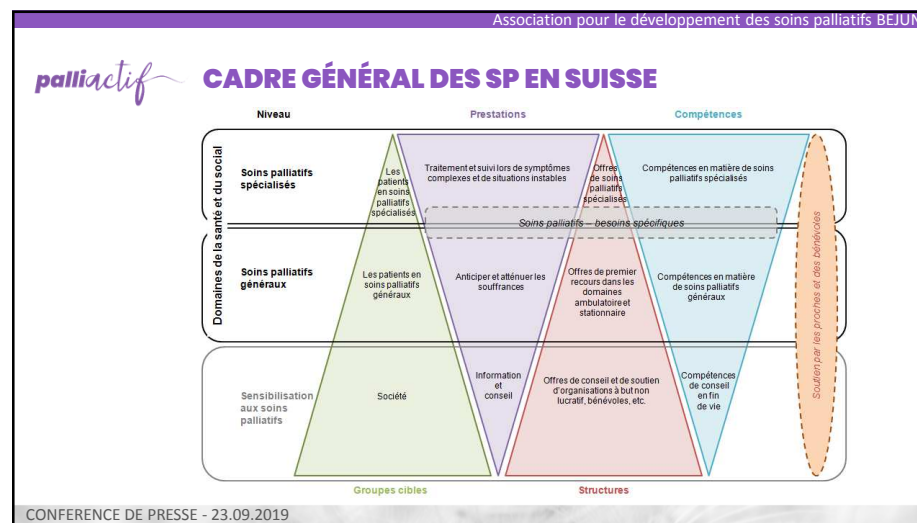 Association pour le développement des soins palliatifs BEJUN
palliactif
CADRE GÉNÉRAL DES SP EN SUISSE
Niveau
Prestations
Compétences
Domaines de la santé et du social
Soins palliatifs
spécialisés
Les
patients
en soins
palliatifs
spécialisés
Traitement et suivi lors de symptômes
complexes et de situations instables
Offres
de soins
palliatifs
spécialisés
Compétences en matière de soins
palliatifs spécialisés
Soins palliatifs – besoins spécifiques
Soins palliatifs
généraux
Les patients en
soins palliatifs
généraux
Anticiper et atténuer les
souffrances
Offres de premier
recours dans les
domaines
ambulatoire et
stationnaire
Compétences en matière
de soins palliatifs
généraux
Sensibilisation
aux soins
palliatifs
Société
Information
et
conseil
Offres de conseil et de soutien
d'organisations à but non
lucratif, bénévoles, etc.
Compétences
de conseil
en fin
de vie
Soutien par les proches et des bénévoles
Groupes cibles
Structures
CONFERENCE DE PRESSE - 23.09.2019